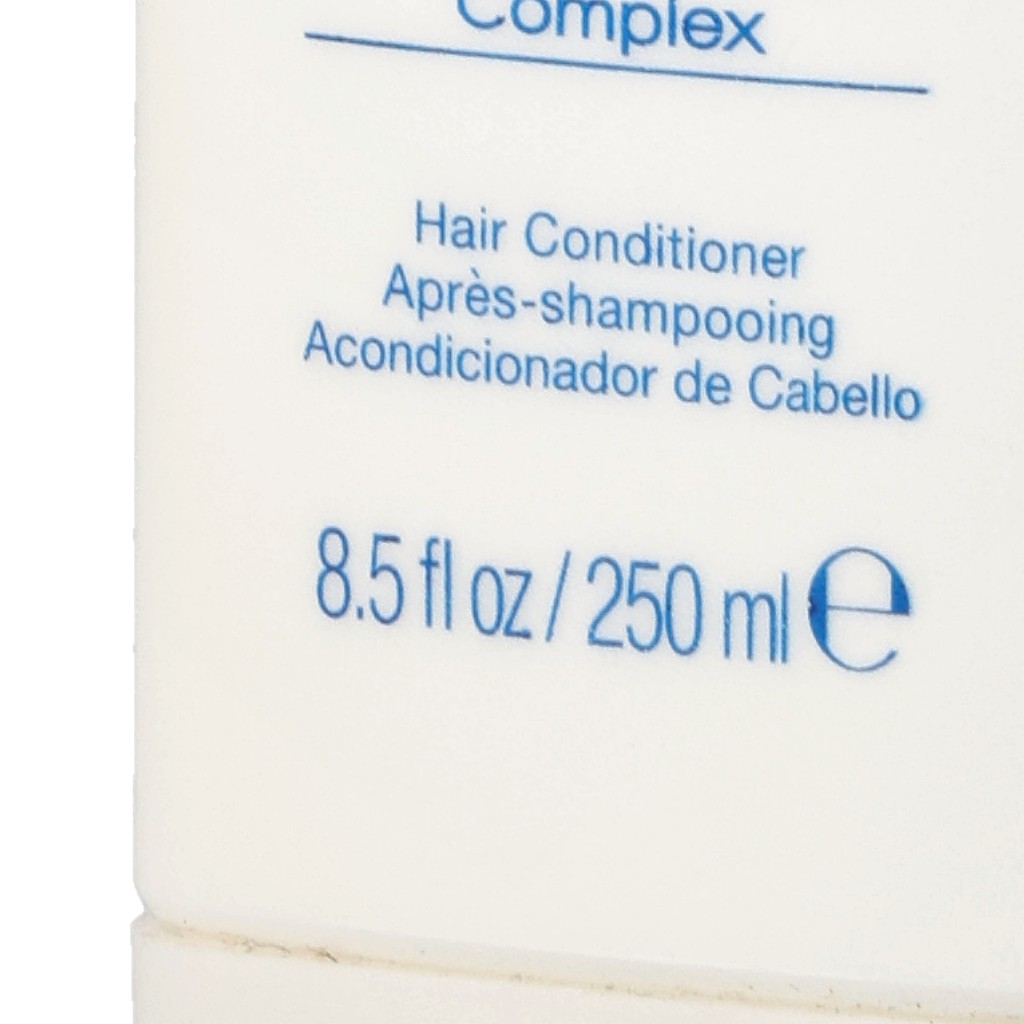 Complex
Hair Conditioner
Après-shampooing
Acondicionador de Cabello
8.5 fl oz / 250 ml ℮